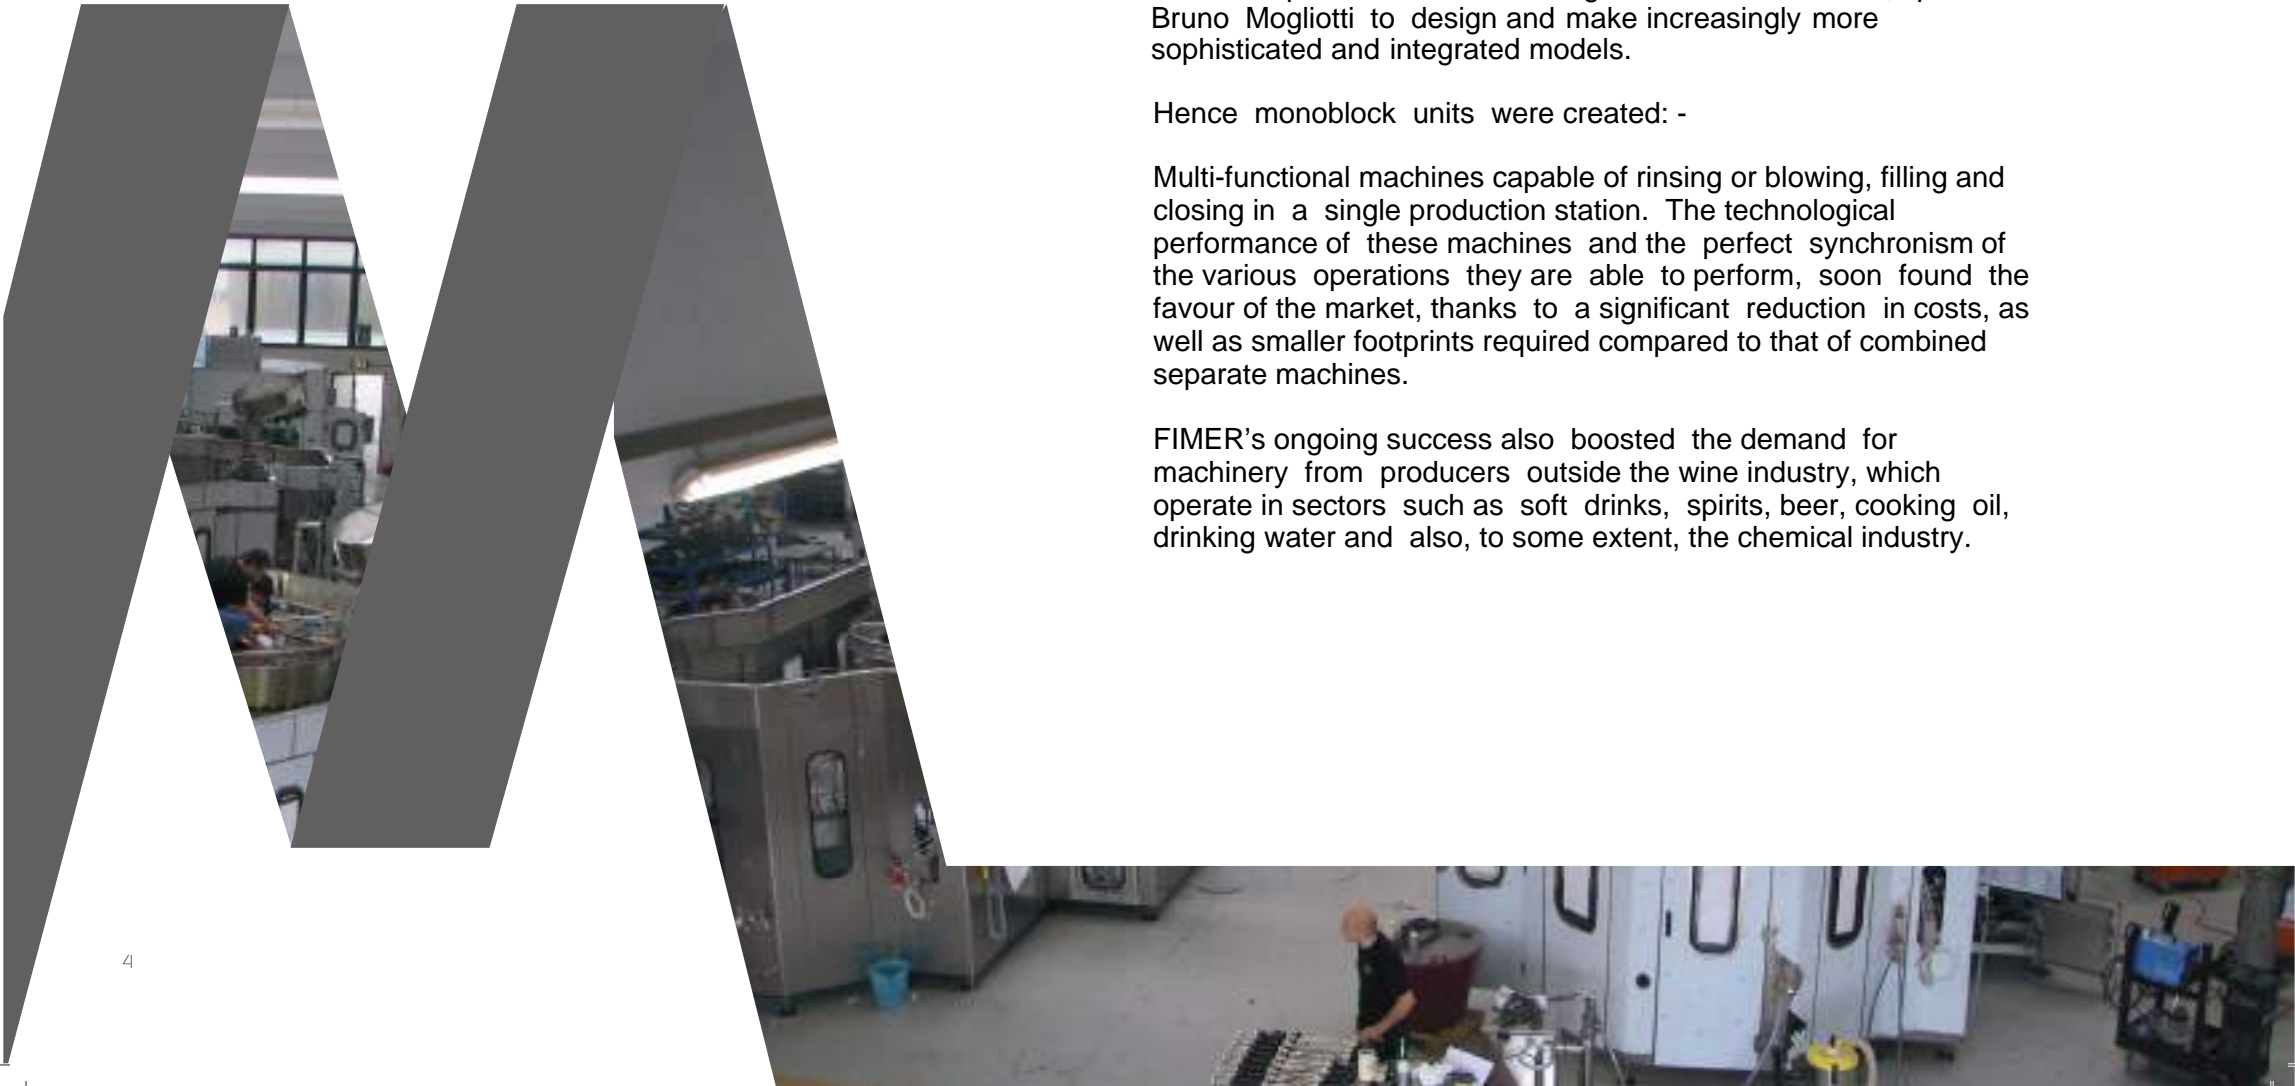 Bruno Mogliotti to design and make increasingly more
sophisticated and integrated models.
Hence monoblock units were created: -
Multi-functional machines capable of rinsing or blowing, filling and
closing in a single production station. The technological
performance of these machines and the perfect synchronism of
the various operations they are able to perform, soon found the
favour of the market, thanks to a significant reduction in costs, as
well as smaller footprints required compared to that of combined
separate machines.
FIMER’s ongoing success also boosted the demand for
machinery from producers outside the wine industry, which
operate in sectors such as soft drinks, spirits, beer, cooking oil,
drinking water and also, to some extent, the chemical industry.
4